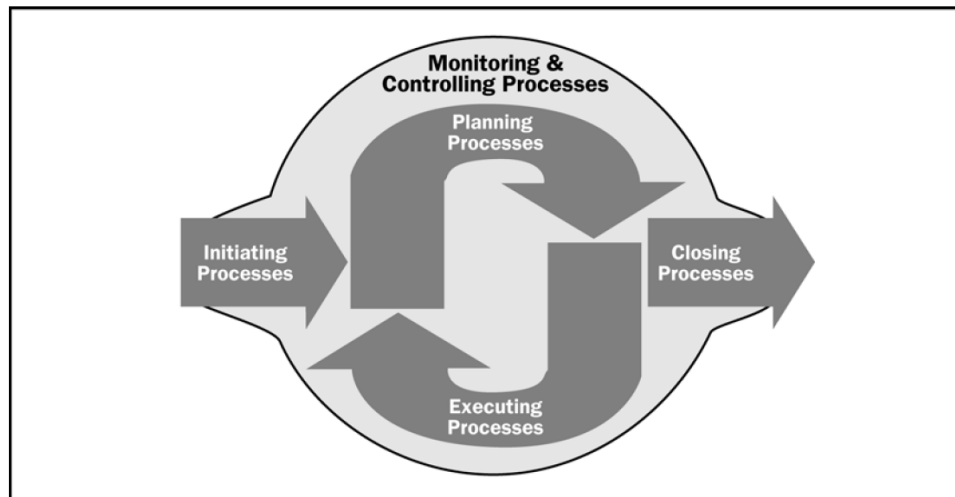 Monitoring &
Controlling Processes
Planning
Processes
Initiating
Processes
Closing
Processes
Executing
Processes